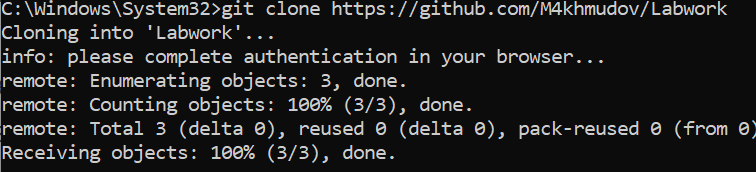 C:\Windows\System32>git clone https://github.com/M4khmudov/Labwork
Cloning into 'Labwork'...
info: please complete authentication in your browser...
remote: Enumerating objects: 3, done.
remote: Counting objects: 100% (3/3), done.
remote: Total 3 (delta 0), reused 0 (delta 0), pack-reused 0 (from 0)
Receiving objects: 100% (3/3), done.